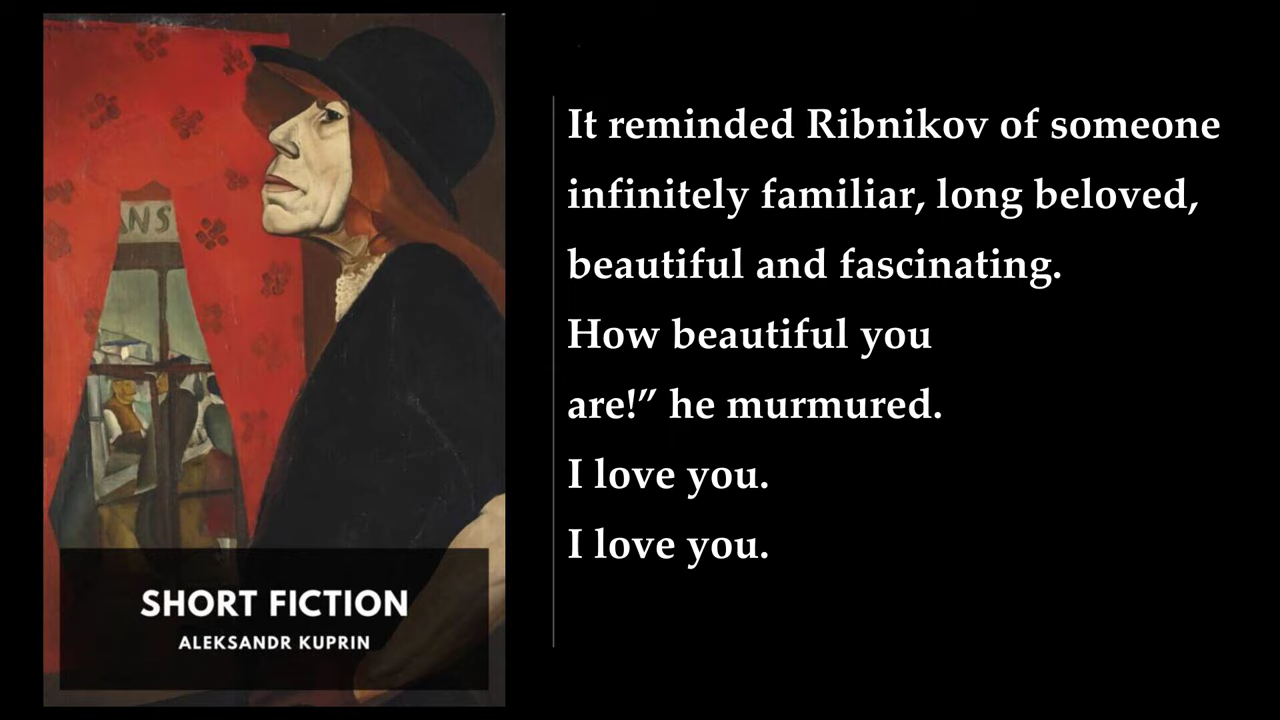 ANS
SHORT FICTION
ALEKSANDR KUPRIN
It reminded Ribnikov of someone
infinitely familiar, long beloved,
beautiful and fascinating.
How beautiful you
are!” he murmured.
I love you.
I love you.